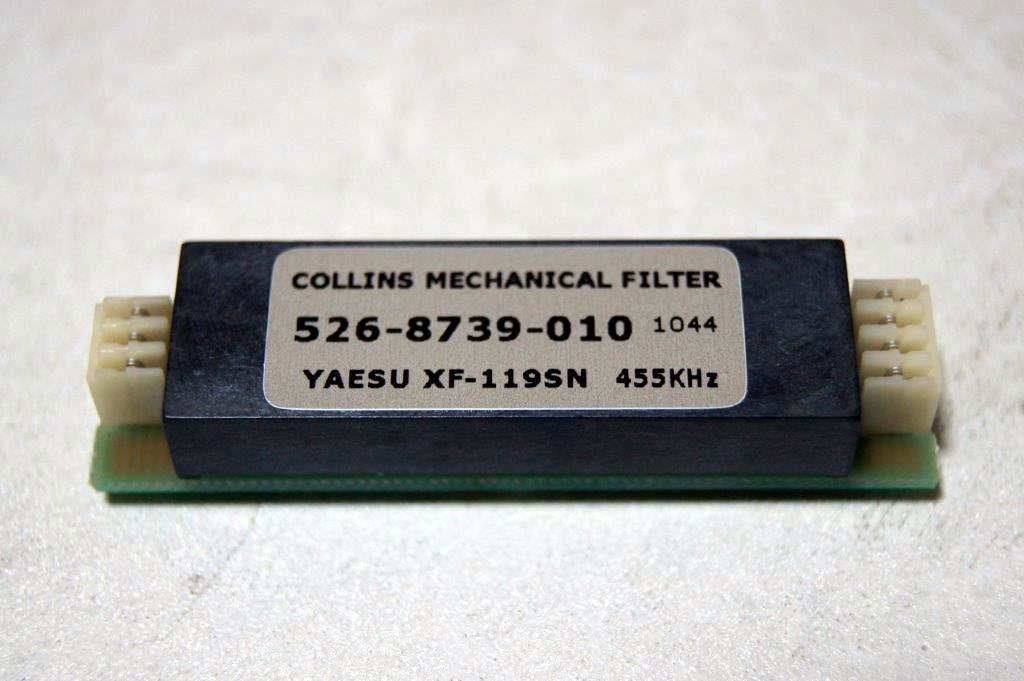 COLLINS MECHANICAL FILTER
526-8739-010 1044
YAESU XF-119SN 455KHz